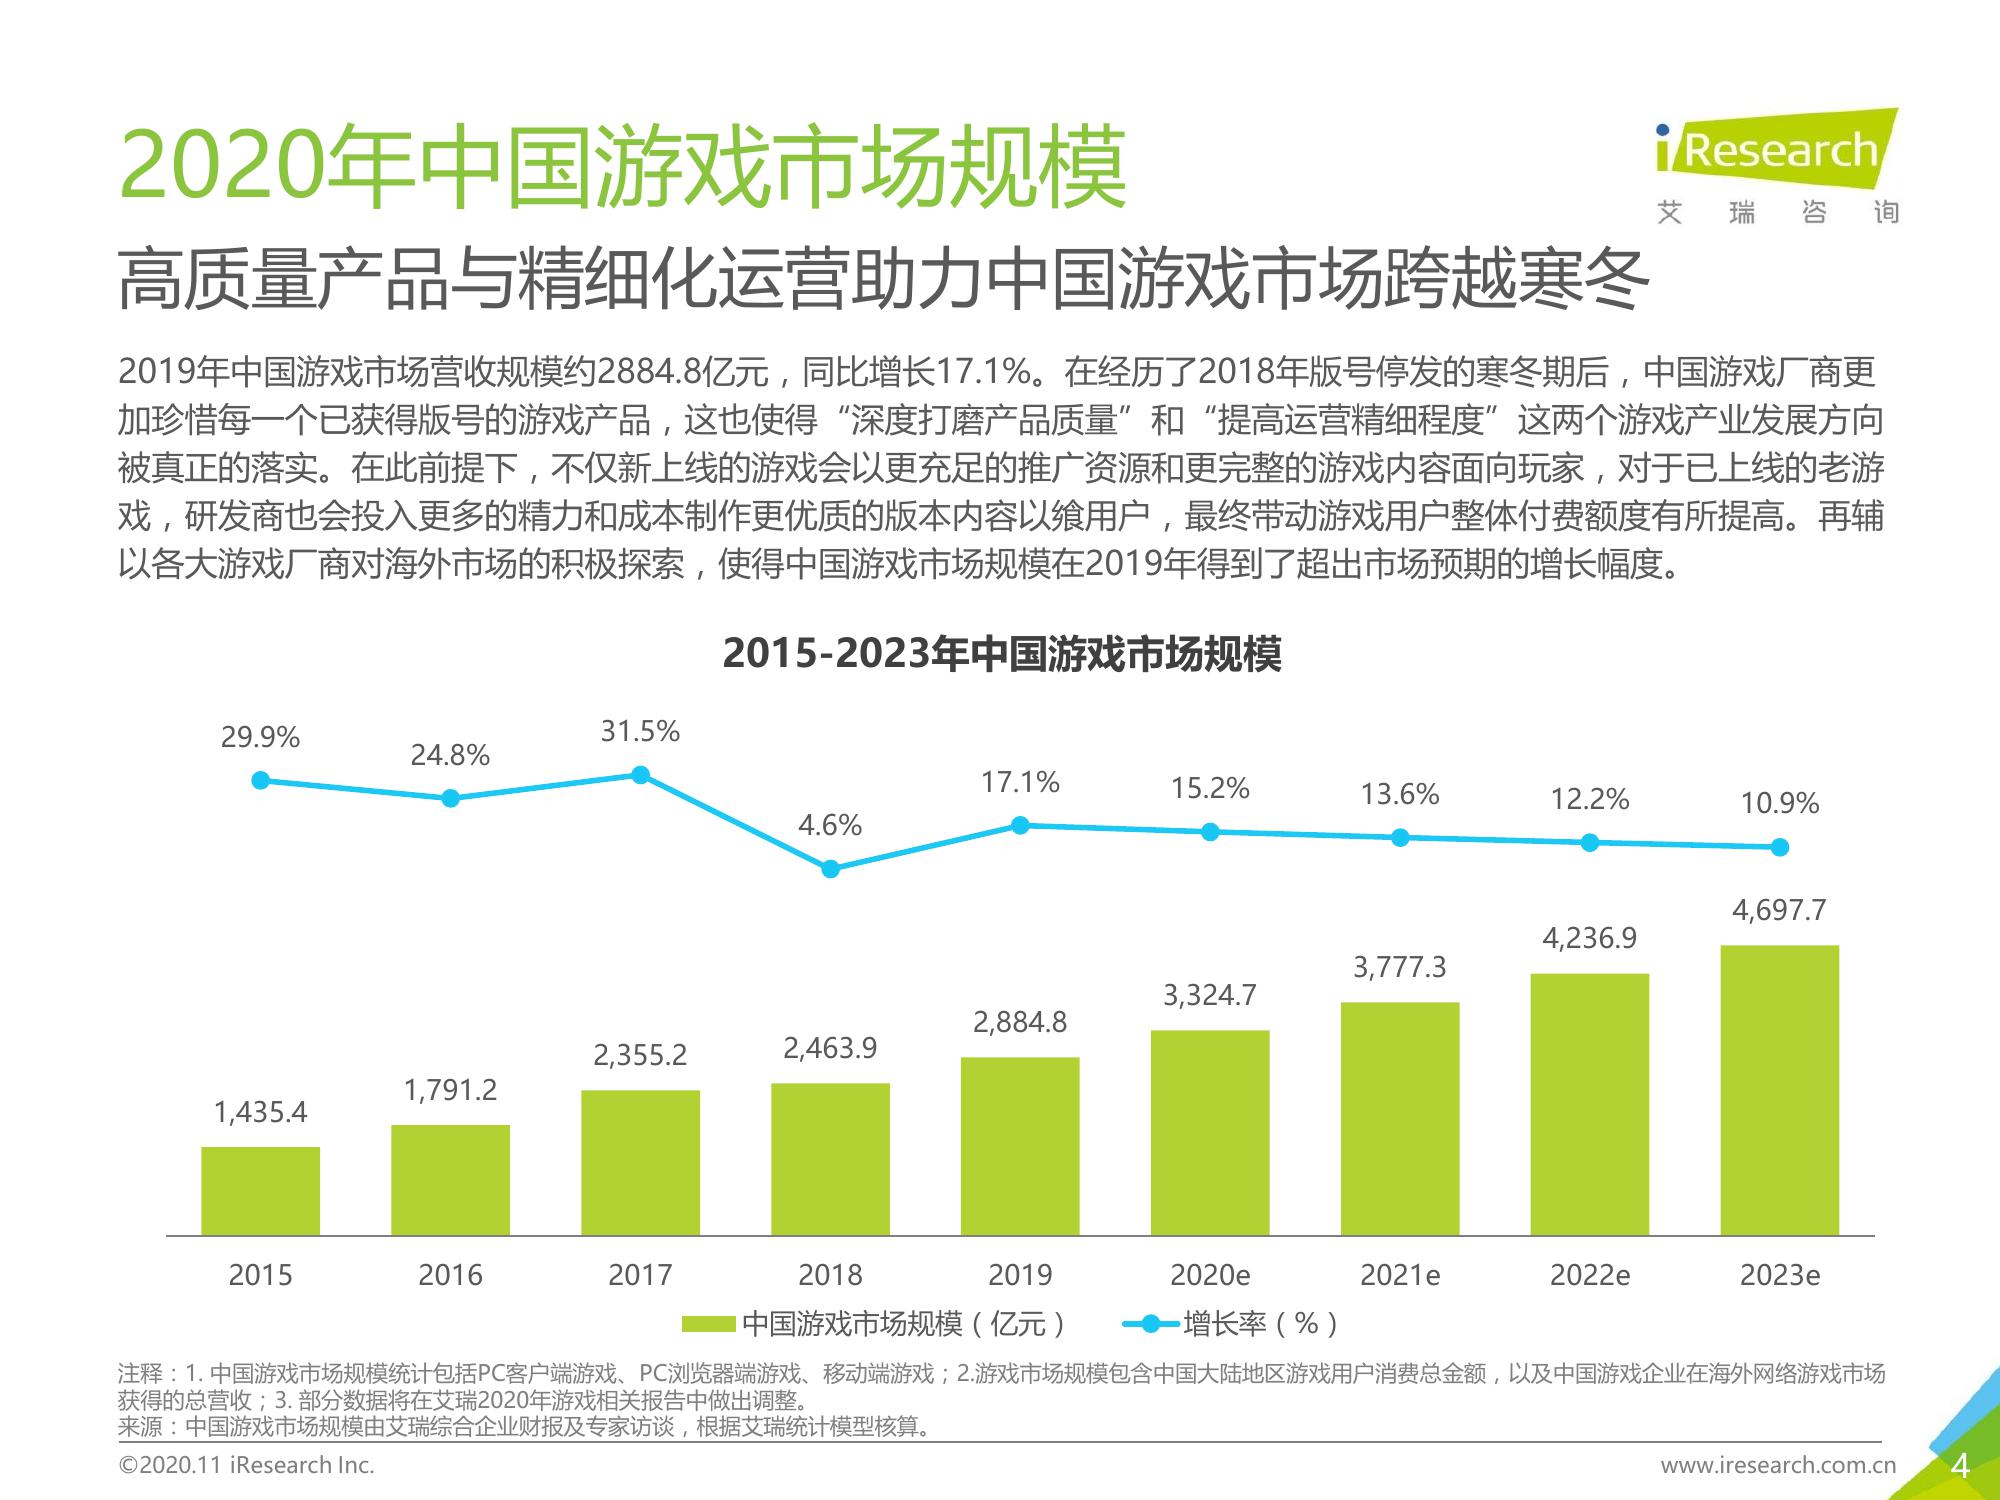 2020年中国游戏市场规模
iResearch
艾瑞咨询
高质量产品与精细化运营助力中国游戏市场跨越寒冬
2019年中国游戏市场营收规模约2884.8亿元，同比增长17.1%。在经历了2018年版号停发的寒冬期后，中国游戏厂商更
加珍惜每一个已获得版号的游戏产品，这也使得“深度打磨产品质量”和“提高运营精细程度”这两个游戏产业发展方向
被真正的落实。在此前提下，不仅新上线的游戏会以更充足的推广资源和更完整的游戏内容面向玩家，对于已上线的老游
戏，研发商也会投入更多的精力和成本制作更优质的版本内容以飨用户，最终带动游戏用户整体付费额度有所提高。再辅
以各大游戏厂商对海外市场的积极探索，使得中国游戏市场规模在2019年得到了超出市场预期的增长幅度。
2015-2023年中国游戏市场规模
29.9% 24.8% 31.5% 4.6% 17.1% 15.2% 13.6% 12.2% 10.9%
1,435.4 1,791.2 2,355.2 2,463.9 2,884.8 3,324.7 3,777.3 4,236.9 4,697.7
2015 2016 2017 2018 2019 2020e 2021e 2022e 2023e
中国游戏市场规模（亿元） 增长率（%）
注释：1. 中国游戏市场规模统计包括PC客户端游戏、PC浏览器端游戏、移动端游戏；2.游戏市场规模包含中国大陆地区游戏用户消费总金额，以及中国游戏企业在海外网络游戏市场
获得的总营收；3. 部分数据将在艾瑞2020年游戏相关报告中做出调整。
来源：中国游戏市场规模由艾瑞综合企业财报及专家访谈，根据艾瑞统计模型核算。
©2020.11 iResearch Inc.
www.iresearch.com.cn
4